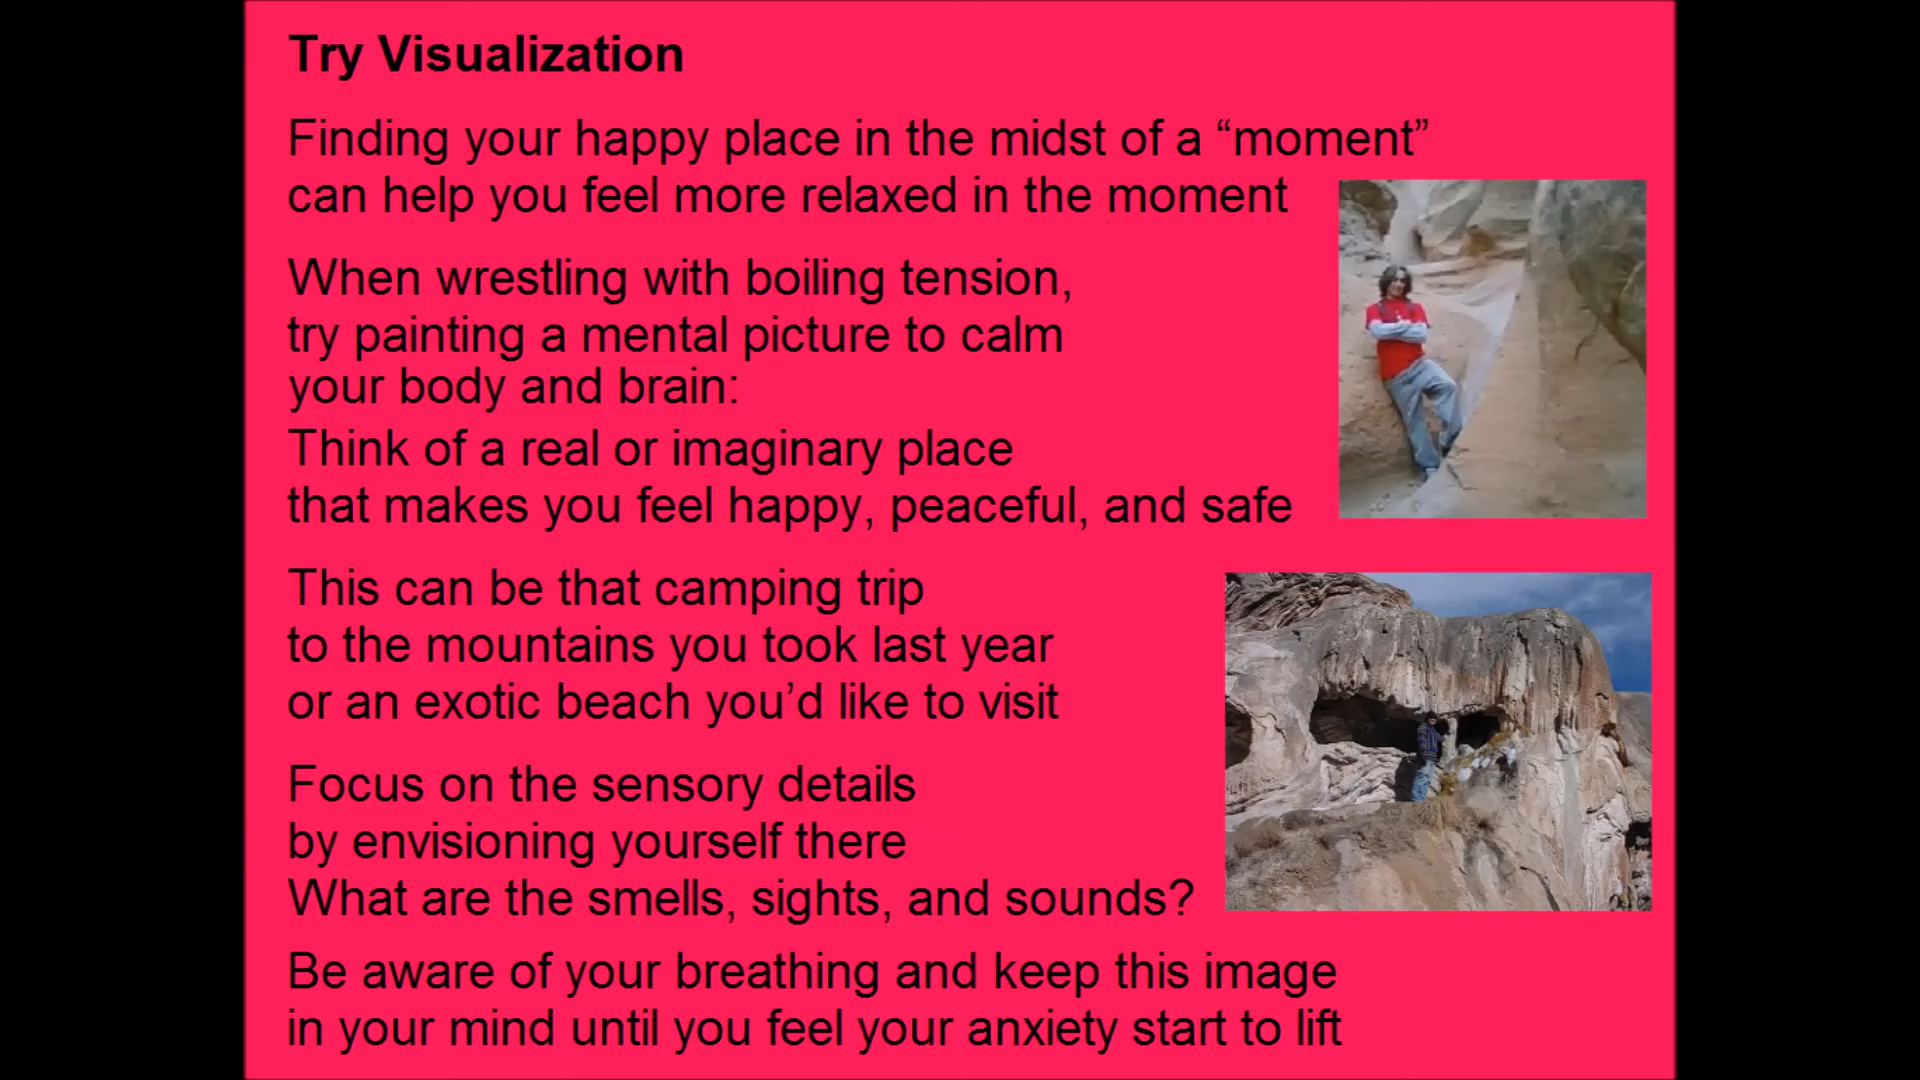 Try Visualization
Finding your happy place in the midst of a “moment”
can help you feel more relaxed in the moment
When wrestling with boiling tension,
try painting a mental picture to calm
your body and brain:
Think of a real or imaginary place
that makes you feel happy, peaceful, and safe
This can be that camping trip
to the mountains you took last year
or an exotic beach you’d like to visit
Focus on the sensory details
by envisioning yourself there
What are the smells, sights, and sounds?
Be aware of your breathing and keep this image
in your mind until you feel your anxiety start to lift